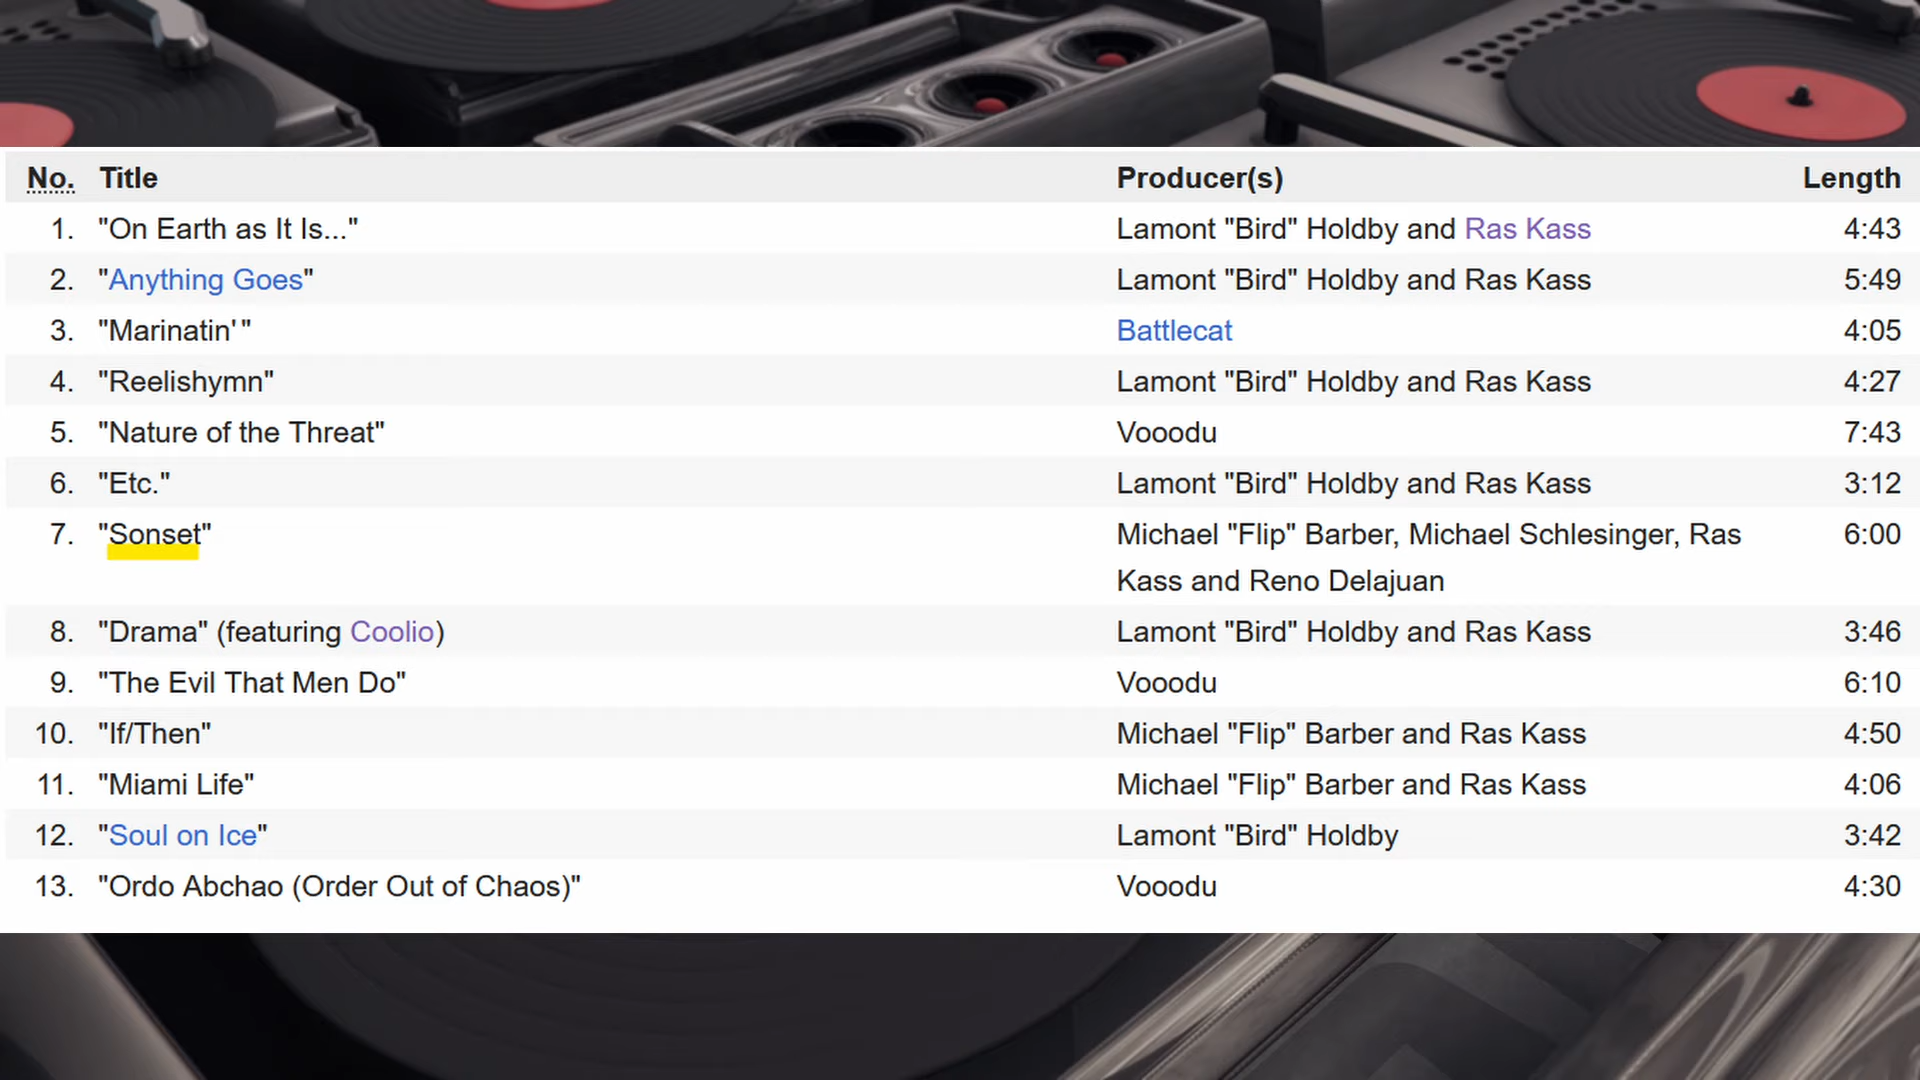 No. Title Producer(s) Length
1. "On Earth as It Is..." Lamont "Bird" Holdby and Ras Kass 4:43
2. "Anything Goes" Lamont "Bird" Holdby and Ras Kass 5:49
3. "Marinatin' " Battlecat 4:05
4. "Reelishymn" Lamont "Bird" Holdby and Ras Kass 4:27
5. "Nature of the Threat" Vooodu 7:43
6. "Etc." Lamont "Bird" Holdby and Ras Kass 3:12
7. "Sonset" Michael "Flip" Barber, Michael Schlesinger, Ras 6:00
Kass and Reno Delajuan
8. "Drama" (featuring Coolio) Lamont "Bird" Holdby and Ras Kass 3:46
9. "The Evil That Men Do" Vooodu 6:10
10. "If/Then" Michael "Flip" Barber and Ras Kass 4:50
11. "Miami Life" Michael "Flip" Barber and Ras Kass 4:06
12. "Soul on Ice" Lamont "Bird" Holdby 3:42
13. "Ordo Abchao (Order Out of Chaos)" Vooodu 4:30